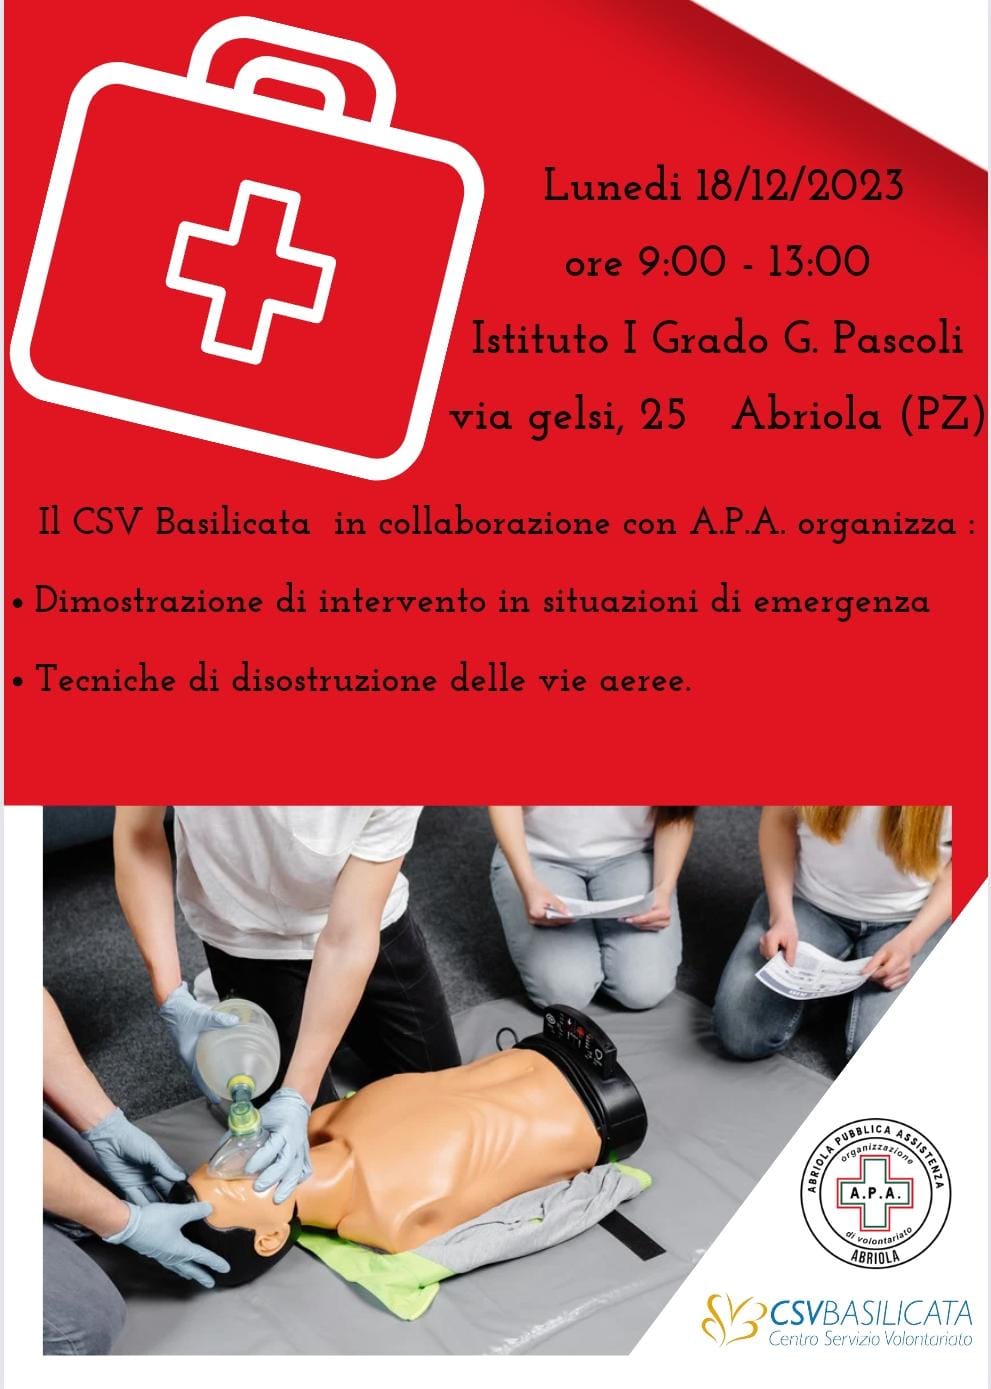 Lunedi 18/12/2023
ore 9:00 - 13:00
Istituto I Grado G. Pascoli
via gelsi, 25 Abriola (PZ)
Il CSV Basilicata in collaborazione con A.P.A. organizza :
• Dimostrazione di intervento in situazioni di emergenza
• Tecniche di disostruzione delle vie aeree.
ABRIOLA PUBBLICA ASSISTENZA
organizzazione
A.P.A.
di volontariato
ABRIOLA
CSVBASILICATA
Centro Servizio Volontariato